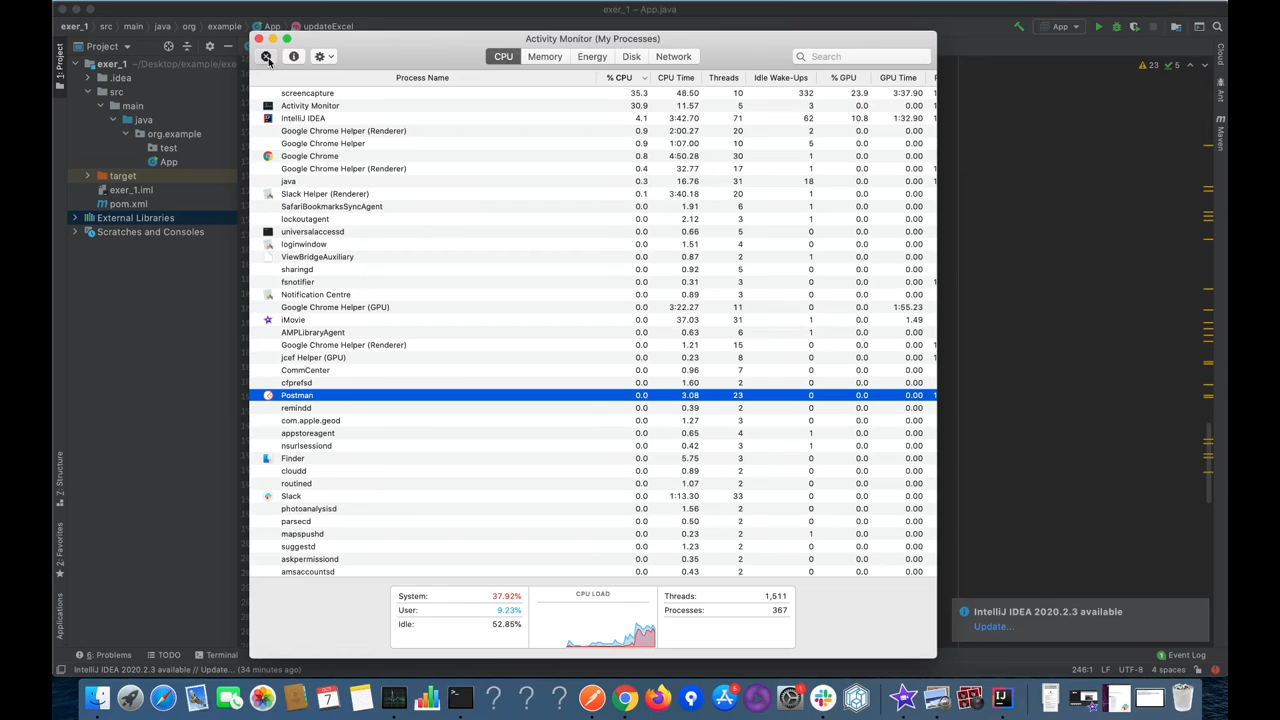 exer_1 – App.java
exer_1 src main java org example App updateExcel
App
Project
exer_1 ~/Desktop/example/exe
.idea
src
main
java
org.example
test
App
target
exer_1.iml
pom.xml
External Libraries
Scratches and Consoles
1: Project
7: Structure
2: Favorites
Applications
Activity Monitor (My Processes)
CPU Memory Energy Disk Network
Search
Process Name % CPU CPU Time Threads Idle Wake-Ups % GPU GPU Time
screencapture 35.3 48.50 10 332 23.9 3:37.90
Activity Monitor 30.9 11.57 5 3 0.0 0.00
IntelliJ IDEA 4.1 3:42.70 71 62 10.8 1:32.90
Google Chrome Helper (Renderer) 0.9 2:00.27 20 2 0.0 0.00
Google Chrome Helper 0.9 1:07.00 10 5 0.0 0.00
Google Chrome 0.8 4:50.28 30 1 0.0 0.00
Google Chrome Helper (Renderer) 0.4 32.77 17 1 0.0 0.00
java 0.3 16.76 31 18 0.0 0.00
Slack Helper (Renderer) 0.1 3:40.18 20 1 0.0 0.00
SafariBookmarksSyncAgent 0.0 1.91 6 1 0.0 0.00
lockoutagent 0.0 2.12 3 1 0.0 0.00
universalaccessd 0.0 0.66 5 0 0.0 0.00
loginwindow 0.0 1.51 4 0 0.0 0.00
ViewBridgeAuxiliary 0.0 0.87 2 1 0.0 0.00
sharingd 0.0 0.92 5 0 0.0 0.00
fsnotifier 0.0 0.31 3 0 0.0 0.00
Notification Centre 0.0 0.89 3 0 0.0 0.00
Google Chrome Helper (GPU) 0.0 3:22.27 11 0 0.0 1:55.23
iMovie 0.0 37.03 31 1 0.0 1.49
AMPLibraryAgent 0.0 0.63 6 1 0.0 0.00
Google Chrome Helper (Renderer) 0.0 1.21 15 0 0.0 0.00
jcef Helper (GPU) 0.0 0.23 8 0 0.0 0.00
CommCenter 0.0 0.96 7 0 0.0 0.00
cfprefsd 0.0 1.60 2 0 0.0 0.00
Postman 0.0 3.08 23 0 0.0 0.00
remindd 0.0 0.39 2 0 0.0 0.00
com.apple.geod 0.0 1.27 3 0 0.0 0.00
appstoreagent 0.0 0.65 4 1 0.0 0.00
nsurlsessiond 0.0 0.42 3 1 0.0 0.00
Finder 0.0 5.75 3 0 0.0 0.00
cloudd 0.0 0.89 2 0 0.0 0.00
routined 0.0 1.07 2 0 0.0 0.00
Slack 0.0 1:13.30 33 0 0.0 0.00
photoanalysisd 0.0 1.56 2 0 0.0 0.00
parsecd 0.0 0.50 2 0 0.0 0.00
mapspushd 0.0 0.23 2 1 0.0 0.00
suggestd 0.0 1.23 2 0 0.0 0.00
askpermissiond 0.0 0.35 2 0 0.0 0.00
amsaccountsd 0.0 0.43 2 0 0.0 0.00
System: 37.92%
User: 9.23%
Idle: 52.85%
CPU LOAD
Threads: 1,511
Processes: 367
23 5
Cloud
Ant
Maven
IntelliJ IDEA 2020.2.3 available
Update...
6: Problems TODO Terminal Event Log
IntelliJ IDEA 2020.2.3 available // Update... (34 minutes ago) 246:1 LF UTF-8 4 spaces